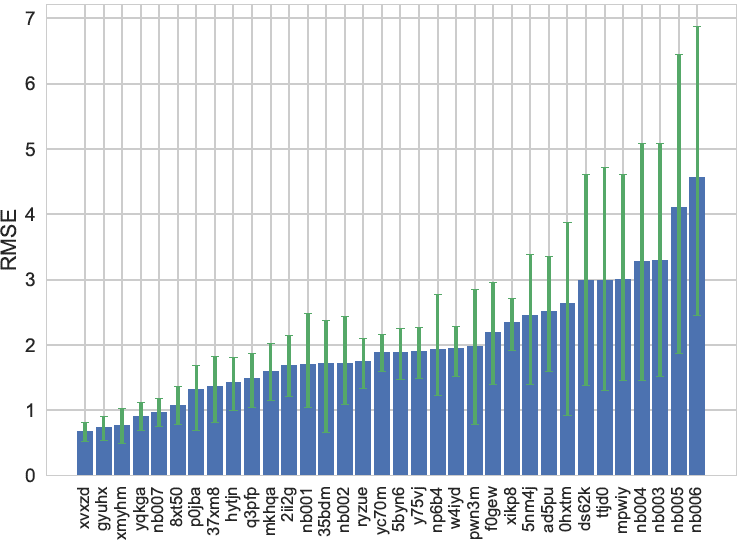 7
6
5
4
3
2
1
0
RMSE
xvxzd
gyuhx
xmyhm
yqkga
nb007
8xt50
p0jba
37xm8
hytjn
q3pfp
mkhqa
2ii2g
nb001
35bdm
nb002
ryzue
yc70m
5byn6
y75vj
np6b4
w4iyd
pwn3m
f0gew
xikp8
5nm4j
ad5pu
0hxtm
ds62k
ttjd0
mpwiy
nb004
nb003
nb005
nb006